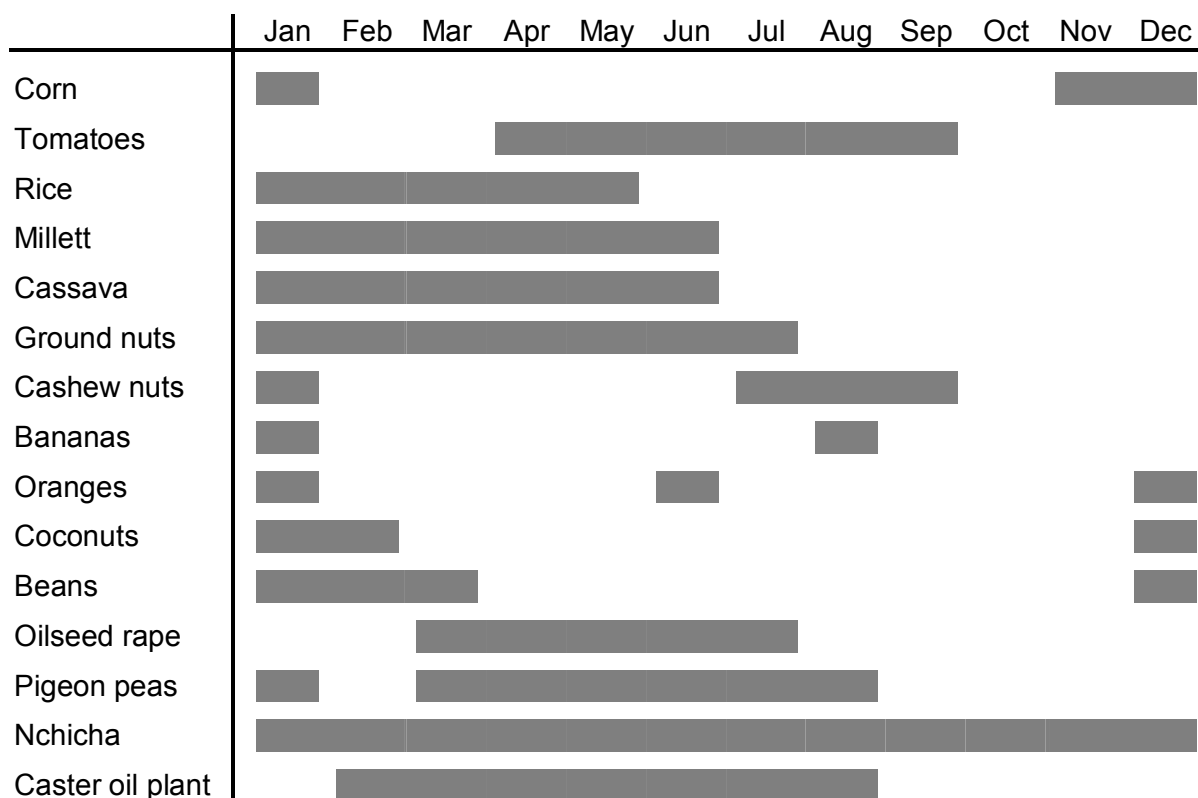 Jan Feb Mar Apr May Jun Jul Aug Sep Oct Nov Dec
Corn
Tomatoes
Rice
Millett
Cassava
Ground nuts
Cashew nuts
Bananas
Oranges
Coconuts
Beans
Oilseed rape
Pigeon peas
Nchicha
Caster oil plant